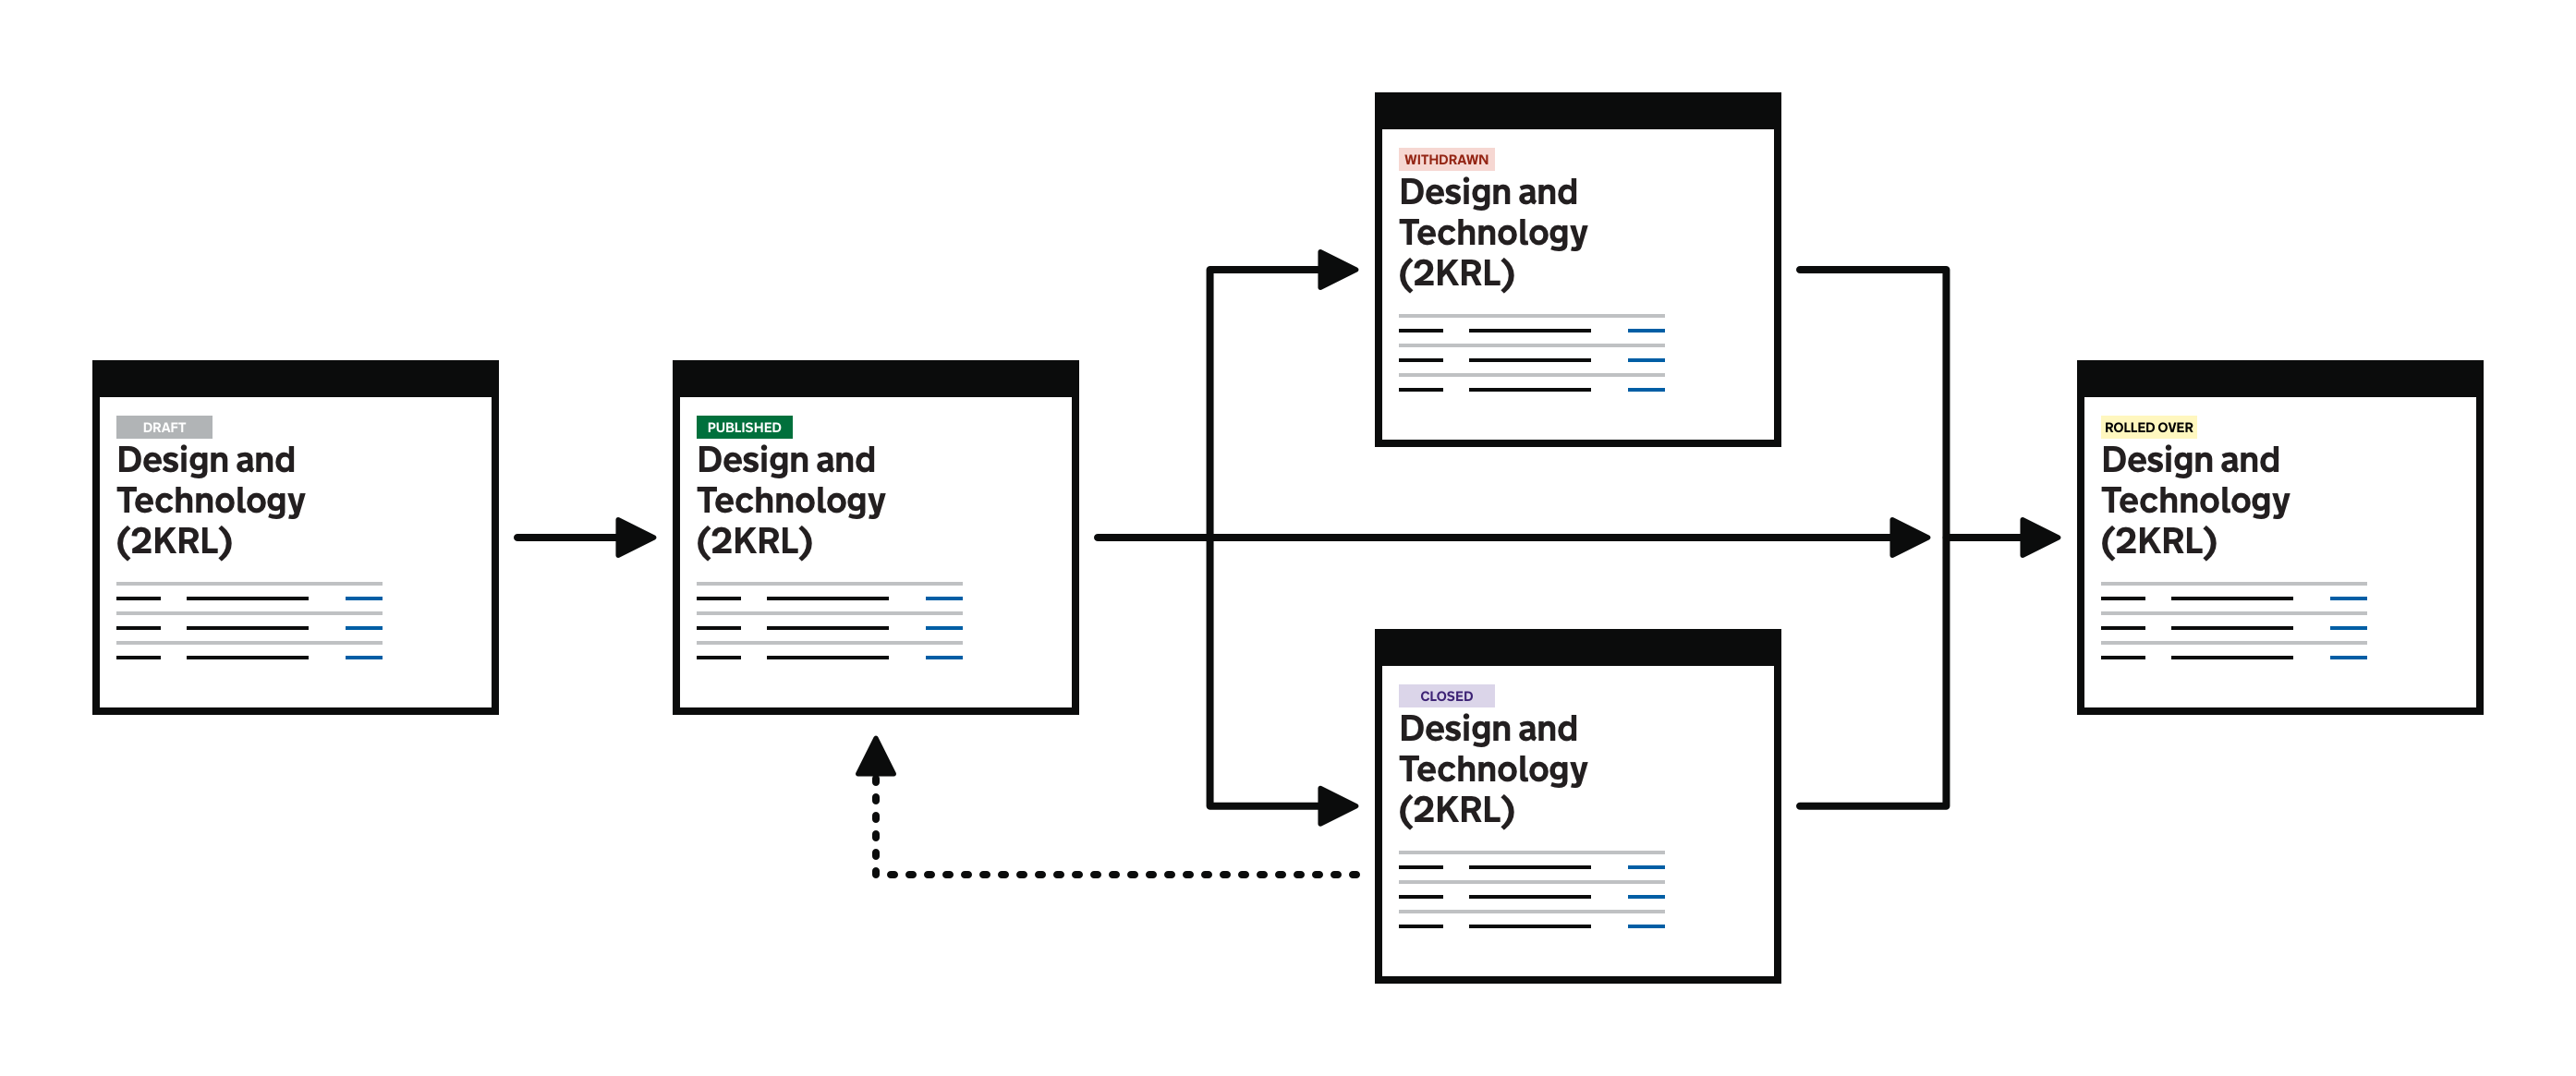 DRAFT
Design and
Technology
(2KRL)
PUBLISHED
Design and
Technology
(2KRL)
WITHDRAWN
Design and
Technology
(2KRL)
CLOSED
Design and
Technology
(2KRL)
ROLLED OVER
Design and
Technology
(2KRL)